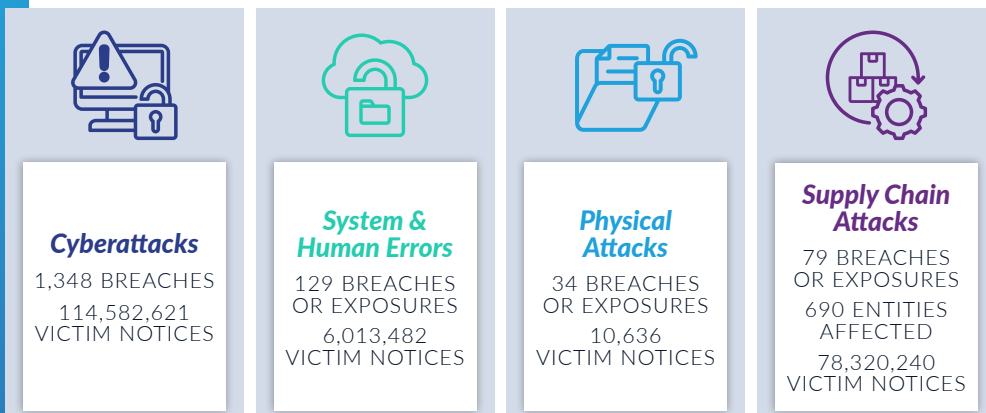 Cyberattacks
1,348 BREACHES
114,582,621
VICTIM NOTICES
System &
Human Errors
129 BREACHES
OR EXPOSURES
6,013,482
VICTIM NOTICES
Physical
Attacks
34 BREACHES
OR EXPOSURES
10,636
VICTIM NOTICES
Supply Chain
Attacks
79 BREACHES
OR EXPOSURES
690 ENTITIES
AFFECTED
78,320,240
VICTIM NOTICES